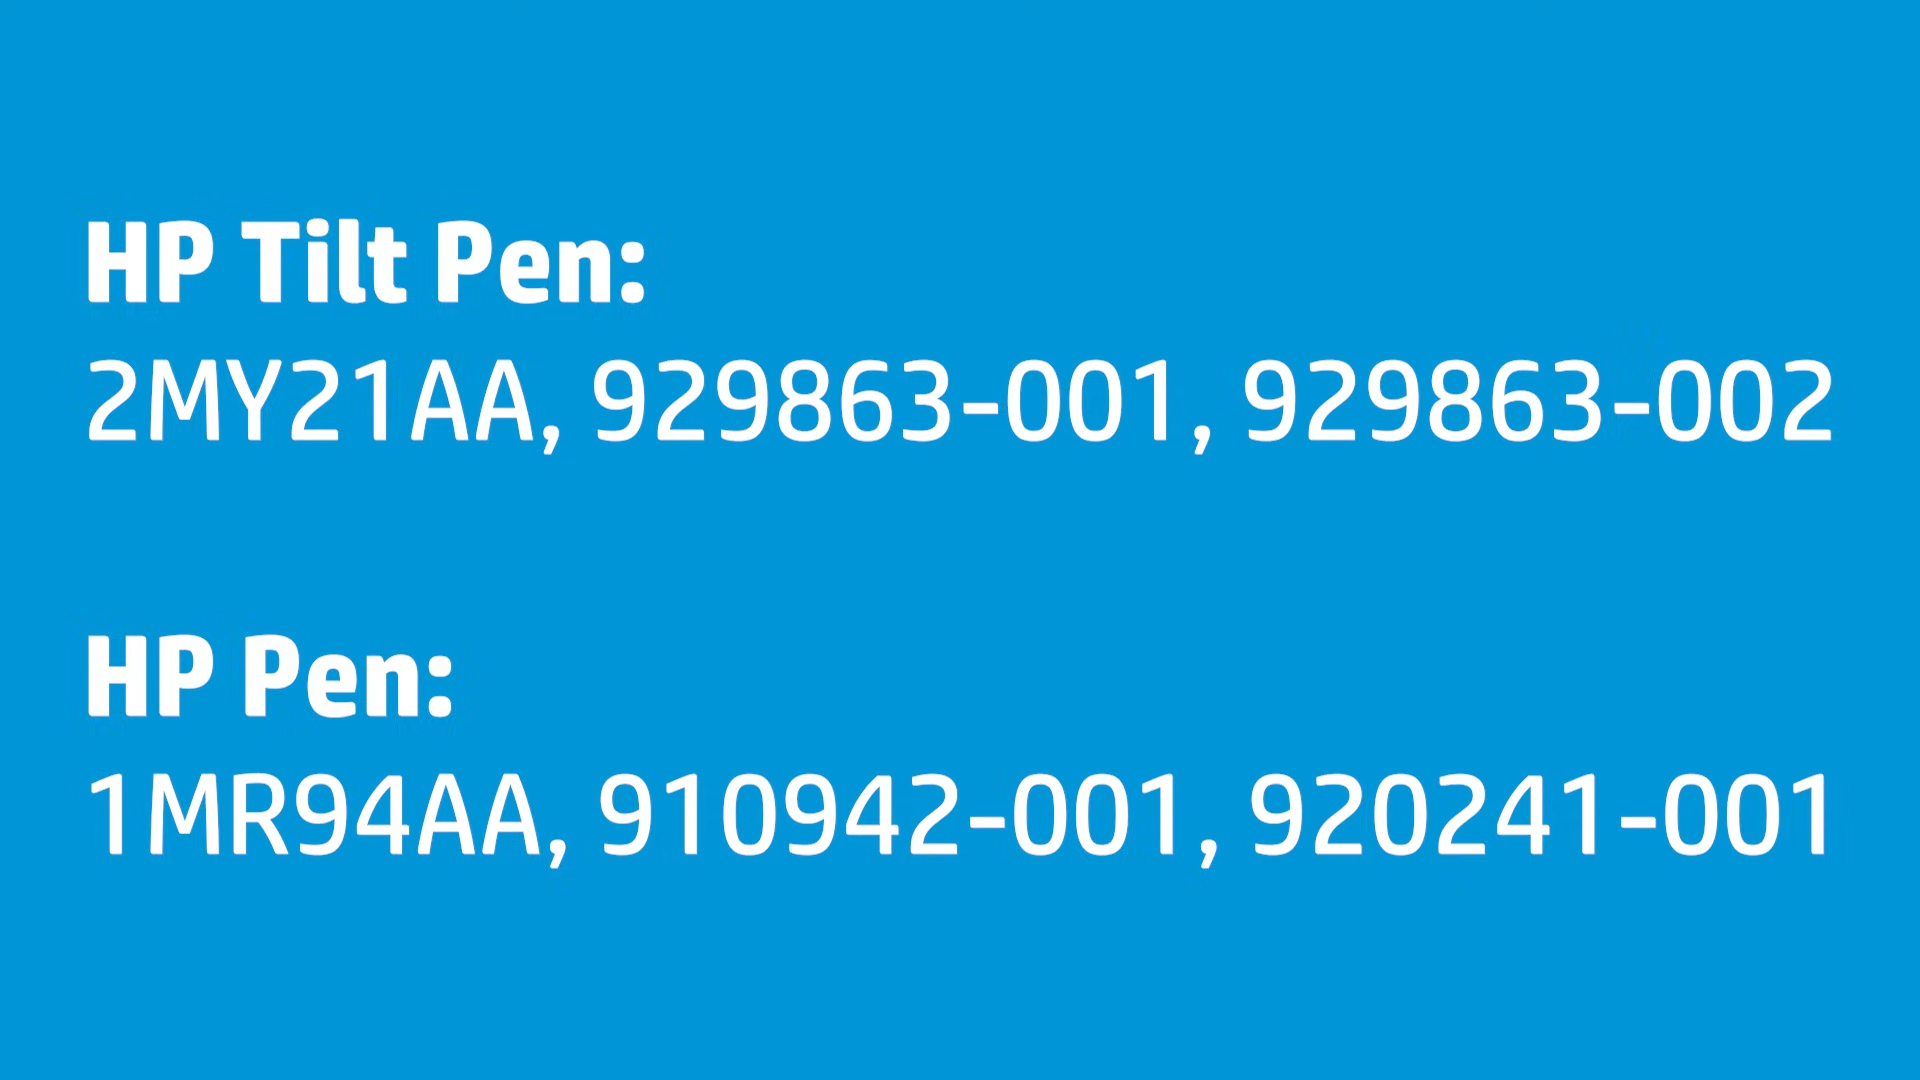 HP Tilt Pen:
2MY21AA, 929863-001, 929863-002
HP Pen:
1MR94AA, 910942-001, 920241-001